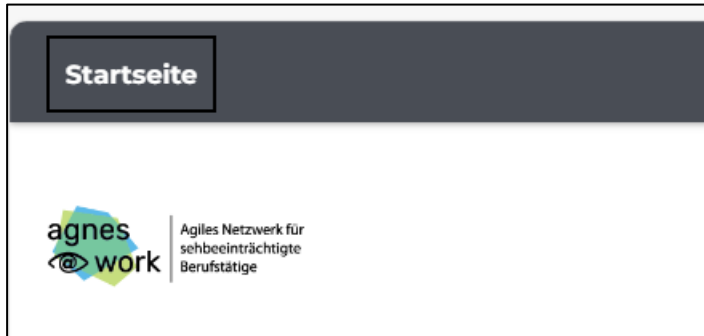 Startseite
agnes
@ work
Agiles Netzwerk für
sehbeeinträchtigte
Berufstätige